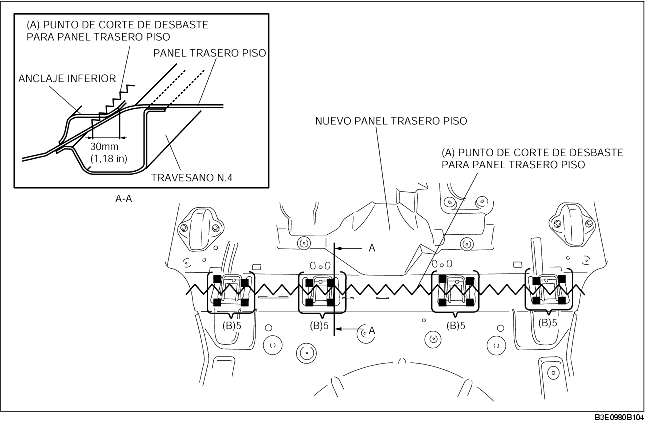 (A) PUNTO DE CORTE DE DESBASTE
PARA PANEL TRASERO PISO
PANEL TRASERO PISO
ANCLAJE INFERIOR
30mm
(1,18 in)
TRAVESANO N.4
A-A
NUEVO PANEL TRASERO PISO
(A) PUNTO DE CORTE DE DESBASTE
PARA PANEL TRASERO PISO
A
(B)5
(B)5
A
(B)5
(B)5
B3E0980B104